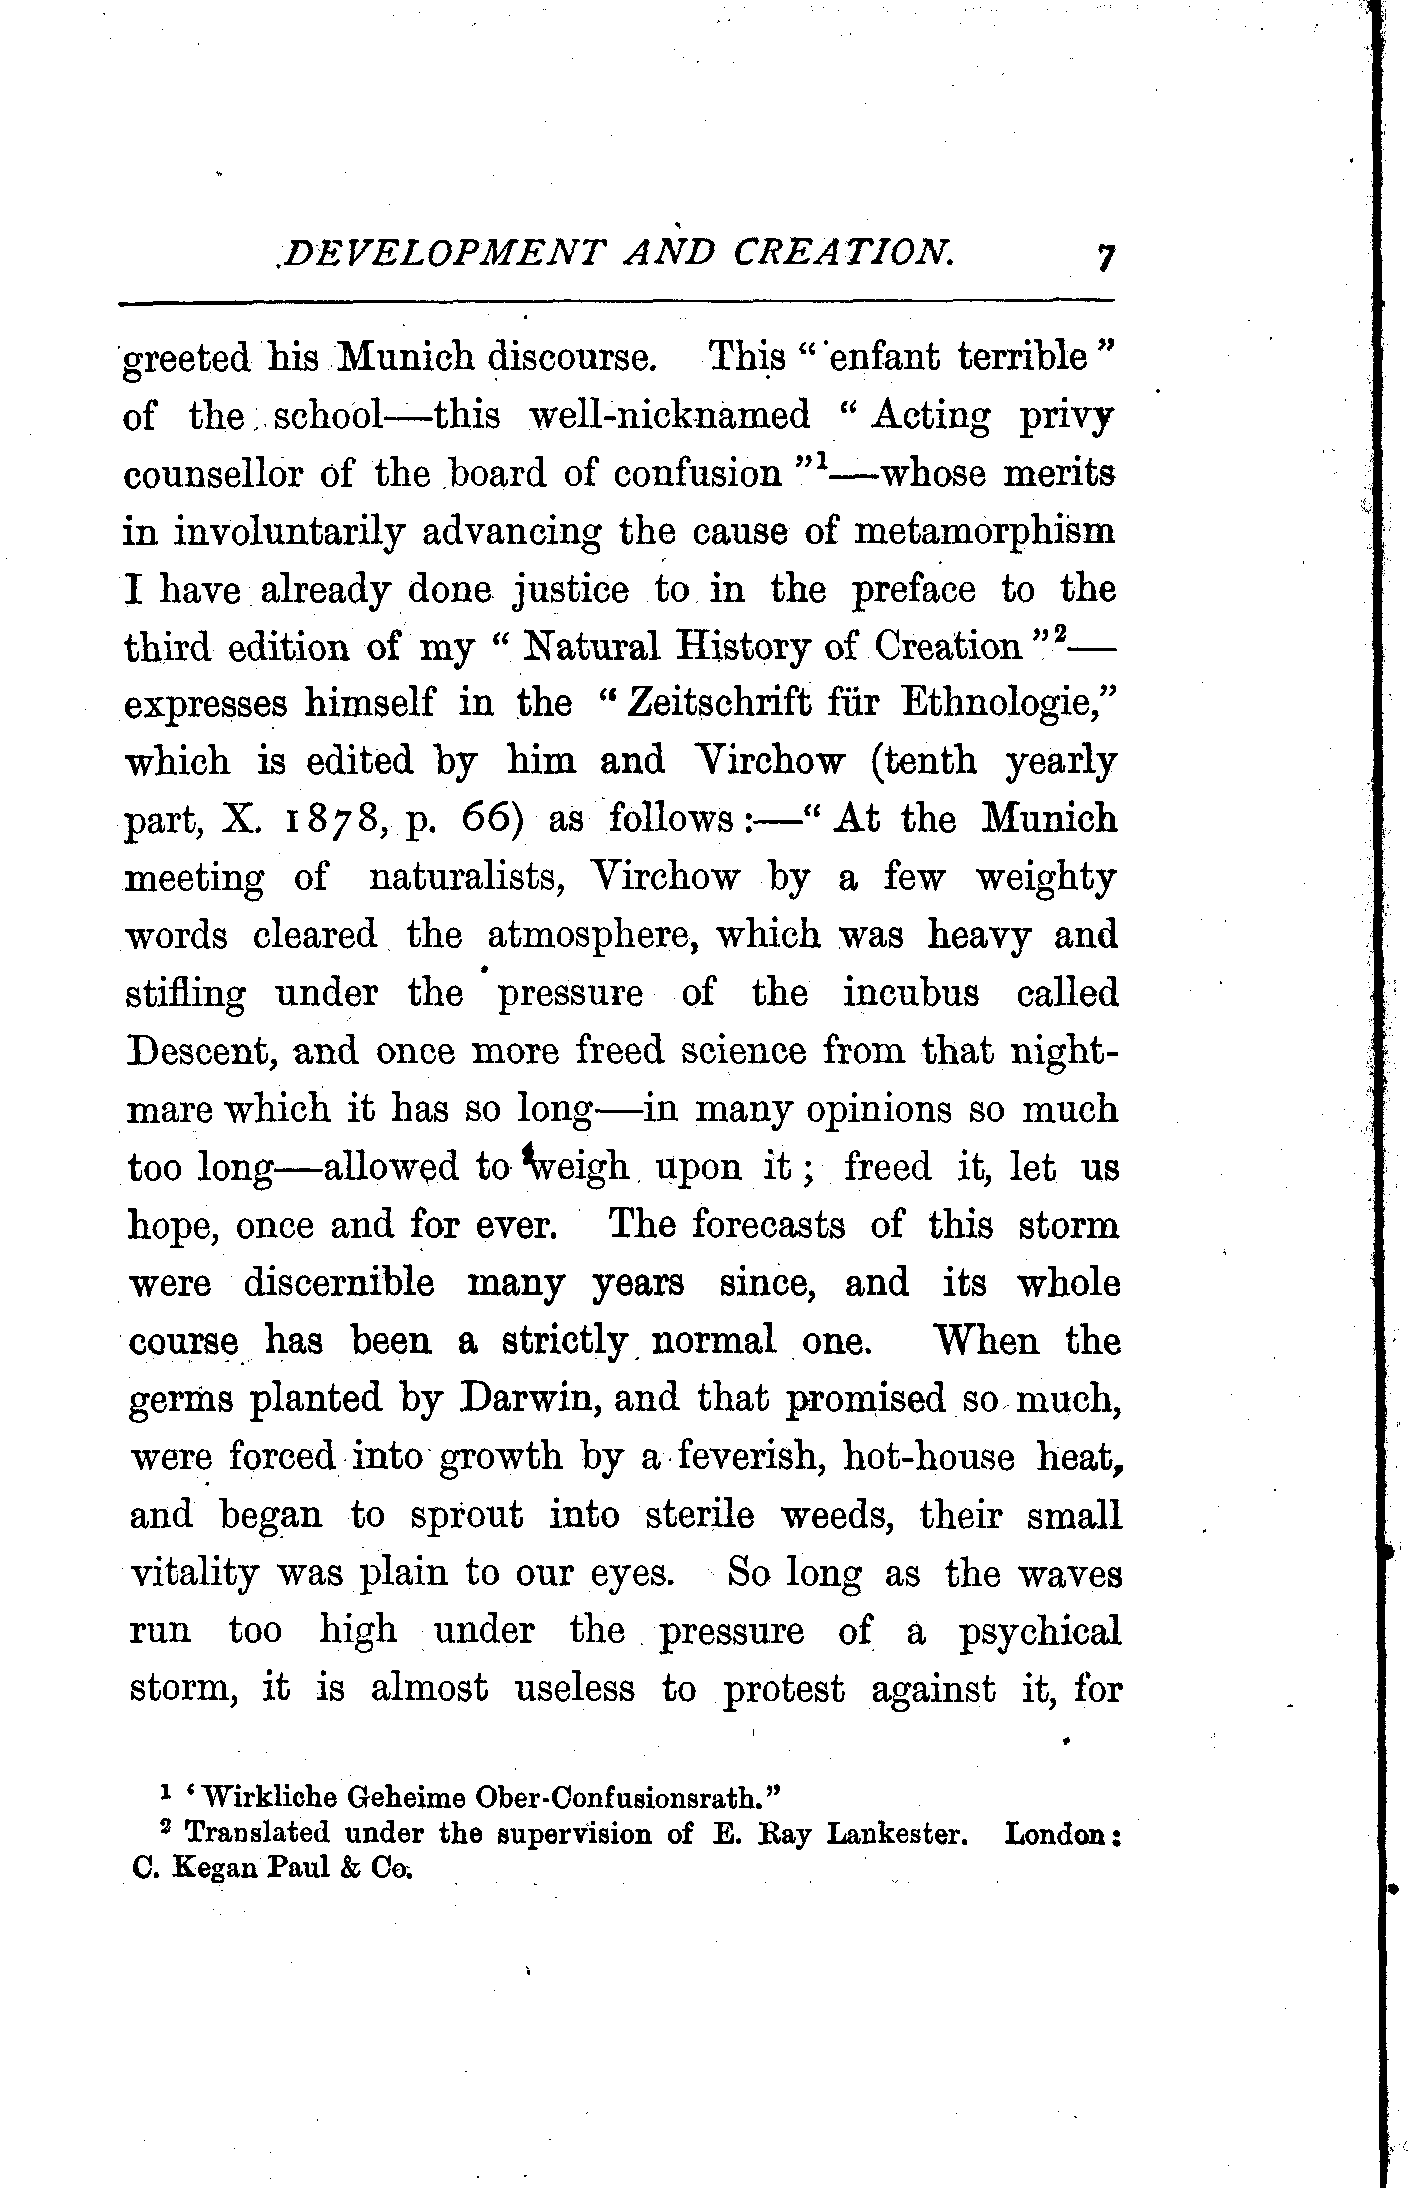 DEVELOPMENT AND CREATION. 7
greeted his Munich discourse. This "enfant terrible"
of the school—this well-nicknamed "Acting privy
counsellor of the board of confusion"¹—whose merits
in involuntarily advancing the cause of metamorphism
I have already done justice to in the preface to the
third edition of my "Natural History of Creation"²—
expresses himself in the "Zeitschrift für Ethnologie,"
which is edited by him and Virchow (tenth yearly
part, X. 1878, p. 66) as follows:—"At the Munich
meeting of naturalists, Virchow by a few weighty
words cleared the atmosphere, which was heavy and
stifling under the pressure of the incubus called
Descent, and once more freed science from that night-
mare which it has so long—in many opinions so much
too long—allowed to weigh upon it; freed it, let us
hope, once and for ever. The forecasts of this storm
were discernible many years since, and its whole
course has been a strictly normal one. When the
germs planted by Darwin, and that promised so much,
were forced into growth by a feverish, hot-house heat,
and began to sprout into sterile weeds, their small
vitality was plain to our eyes. So long as the waves
run too high under the pressure of a psychical
storm, it is almost useless to protest against it, for
¹ 'Wirkliche Geheime Ober-Confusionsrath."
² Translated under the supervision of E. Ray Lankester. London:
C. Kegan Paul & Co.